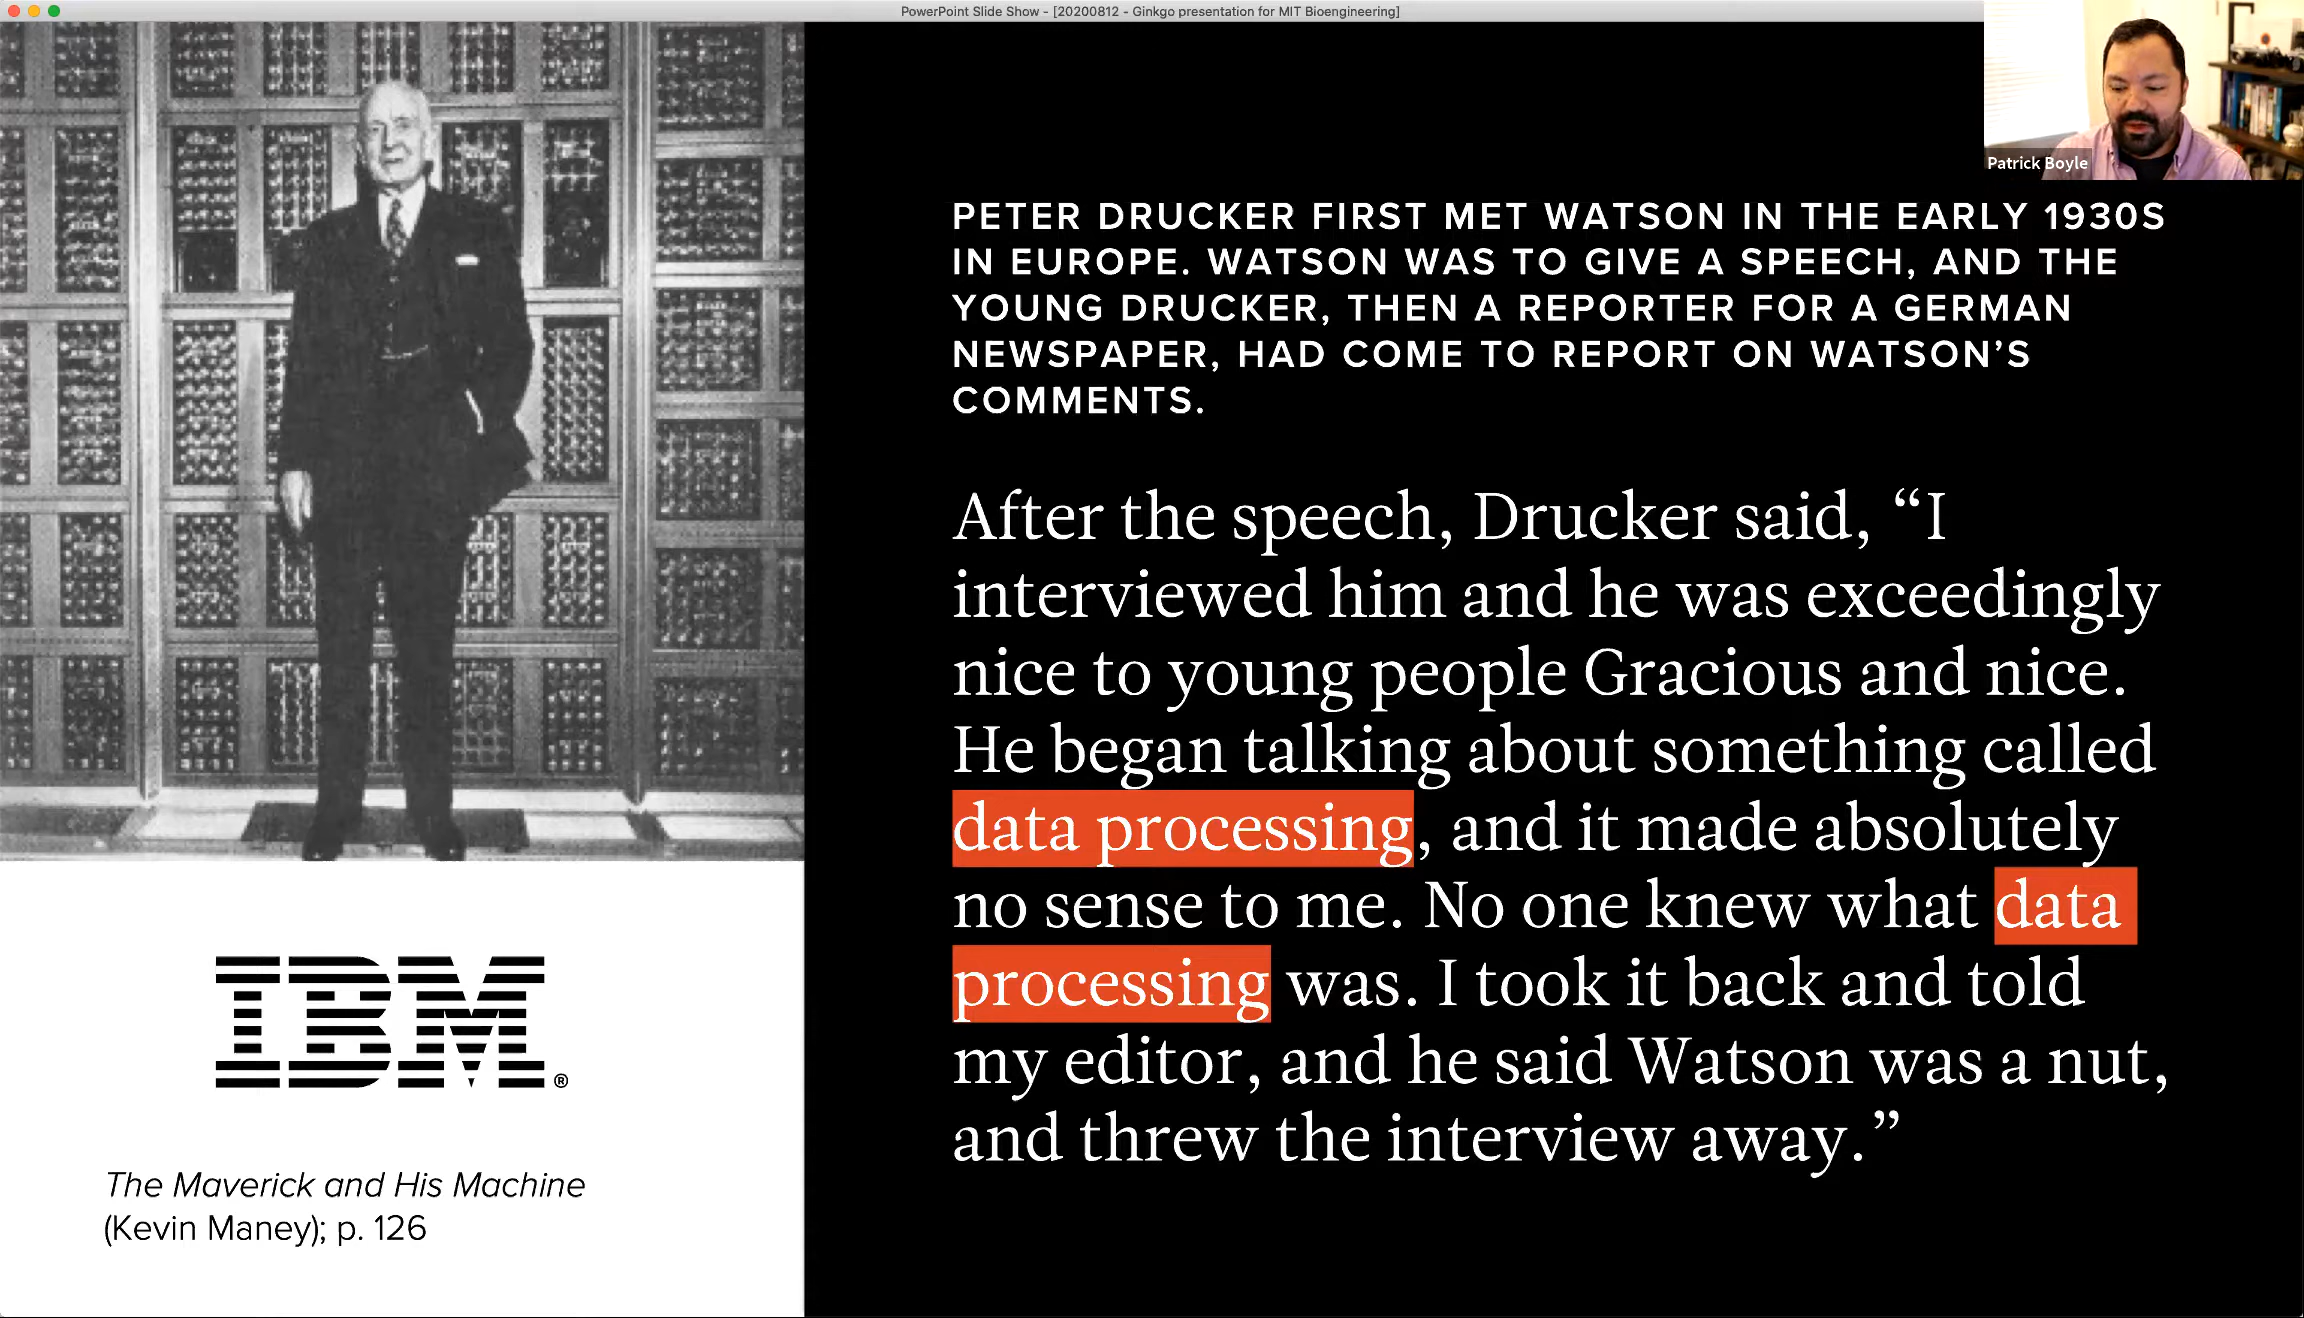 PowerPoint Slide Show - [20200812 - Ginkgo presentation for MIT Bioengineering]
Patrick Boyle
PETER DRUCKER FIRST MET WATSON IN THE EARLY 1930S
IN EUROPE. WATSON WAS TO GIVE A SPEECH, AND THE
YOUNG DRUCKER, THEN A REPORTER FOR A GERMAN
NEWSPAPER, HAD COME TO REPORT ON WATSON’S
COMMENTS.
After the speech, Drucker said, “I
interviewed him and he was exceedingly
nice to young people Gracious and nice.
He began talking about something called
data processing, and it made absolutely
no sense to me. No one knew what data
processing was. I took it back and told
my editor, and he said Watson was a nut,
and threw the interview away.”
IBM®
The Maverick and His Machine
(Kevin Maney); p. 126